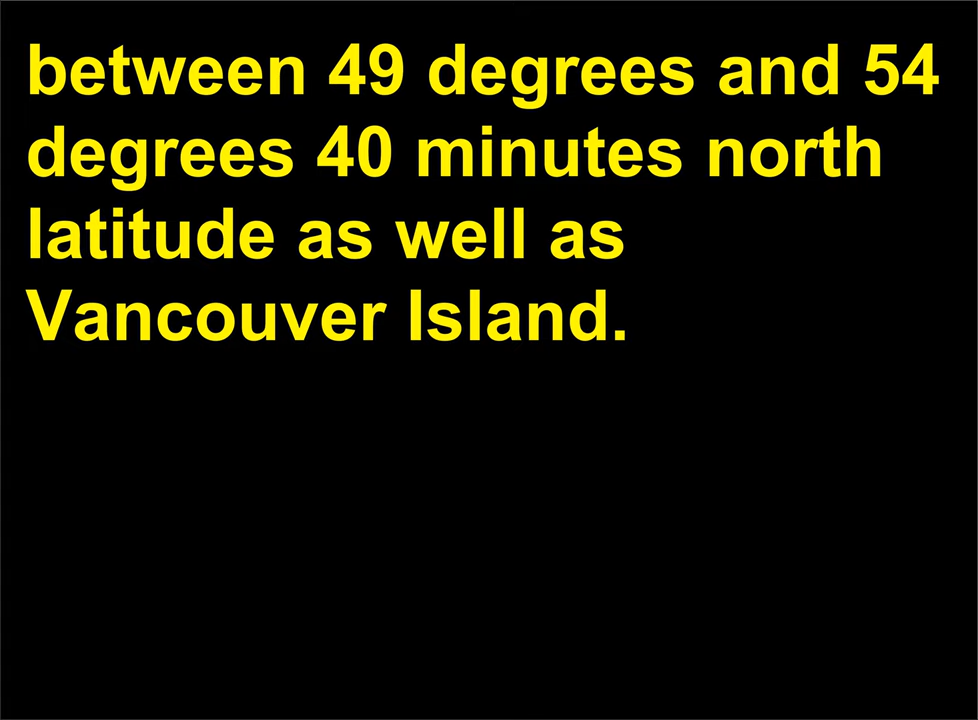 between 49 degrees and 54
degrees 40 minutes north
latitude as well as
Vancouver Island.